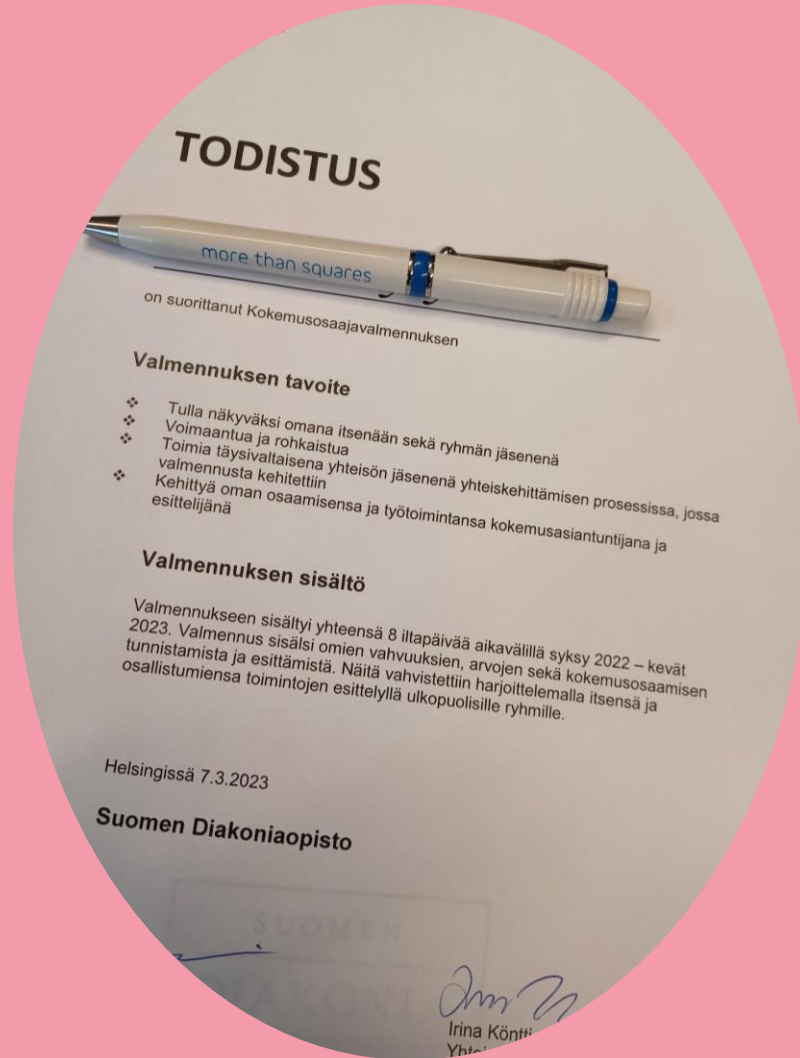 TODISTUS
more than squares
on suorittanut Kokemusosaajavalmennuksen
Valmennuksen tavoite
❖ Tulla näkyväksi omana itsenään sekä ryhmän jäsenenä
❖ Voimaantua ja rohkaistua
❖ Toimia täysivaltaisena yhteisön jäsenenä yhteiskehittämisen prosessissa, jossa
valmennusta kehitettiin
❖ Kehittyä oman osaamisensa ja työtoimintansa kokemusasiantuntijana ja
esittelijänä
Valmennuksen sisältö
Valmennukseen sisältyi yhteensä 8 iltapäivää aikavälillä syksy 2022 – kevät
2023. Valmennus sisälsi omien vahvuuksien, arvojen sekä kokemusosaamisen
tunnistamista ja esittämistä. Näitä vahvistettiin harjoittelemalla itsensä ja
osallistumiensa toimintojen esittelyllä ulkopuolisille ryhmille.
Helsingissä 7.3.2023
Suomen Diakoniaopisto
SUOMEN
DIAKONI
Irina Köntti